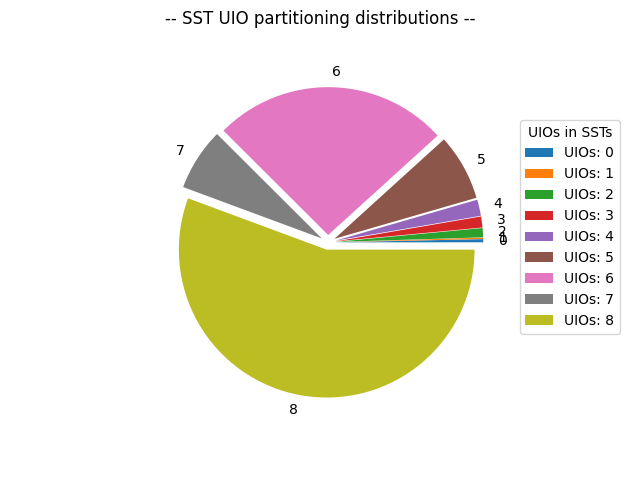 -- SST UIO partitioning distributions --
6
7
5
4
3
2
1
0
8
UIOs in SSTs
UIOs: 0
UIOs: 1
UIOs: 2
UIOs: 3
UIOs: 4
UIOs: 5
UIOs: 6
UIOs: 7
UIOs: 8